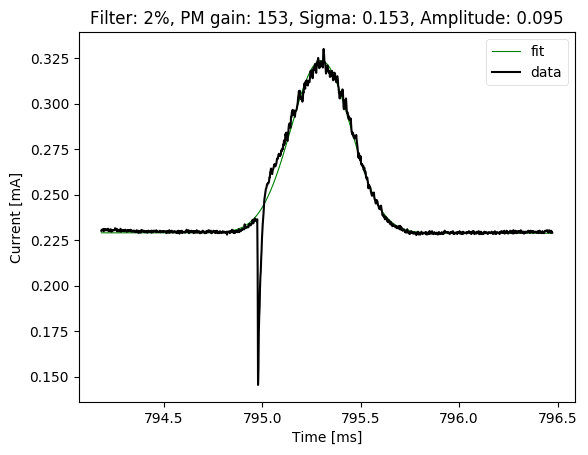 Filter: 2%, PM gain: 153, Sigma: 0.153, Amplitude: 0.095
fit
data
Current [mA]
0.325
0.300
0.275
0.250
0.225
0.200
0.175
0.150
794.5 795.0 795.5 796.0 796.5
Time [ms]